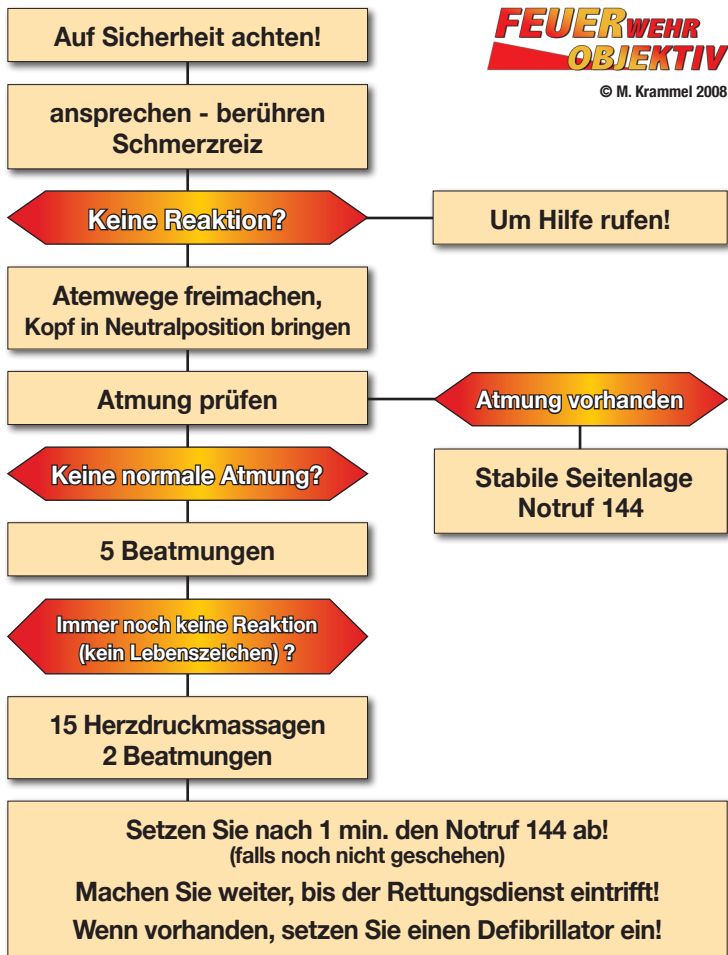 Auf Sicherheit achten!
FEUERWEHR
OBJEKTIV
© M. Krammel 2008
ansprechen - berühren
Schmerzreiz
Keine Reaktion?
Um Hilfe rufen!
Atemwege freimachen,
Kopf in Neutralposition bringen
Atmung prüfen
Atmung vorhanden
Keine normale Atmung?
Stabile Seitenlage
Notruf 144
5 Beatmungen
Immer noch keine Reaktion
(kein Lebenszeichen) ?
15 Herzdruckmassagen
2 Beatmungen
Setzen Sie nach 1 min. den Notruf 144 ab!
(falls noch nicht geschehen)
Machen Sie weiter, bis der Rettungsdienst eintrifft!
Wenn vorhanden, setzen Sie einen Defibrillator ein!